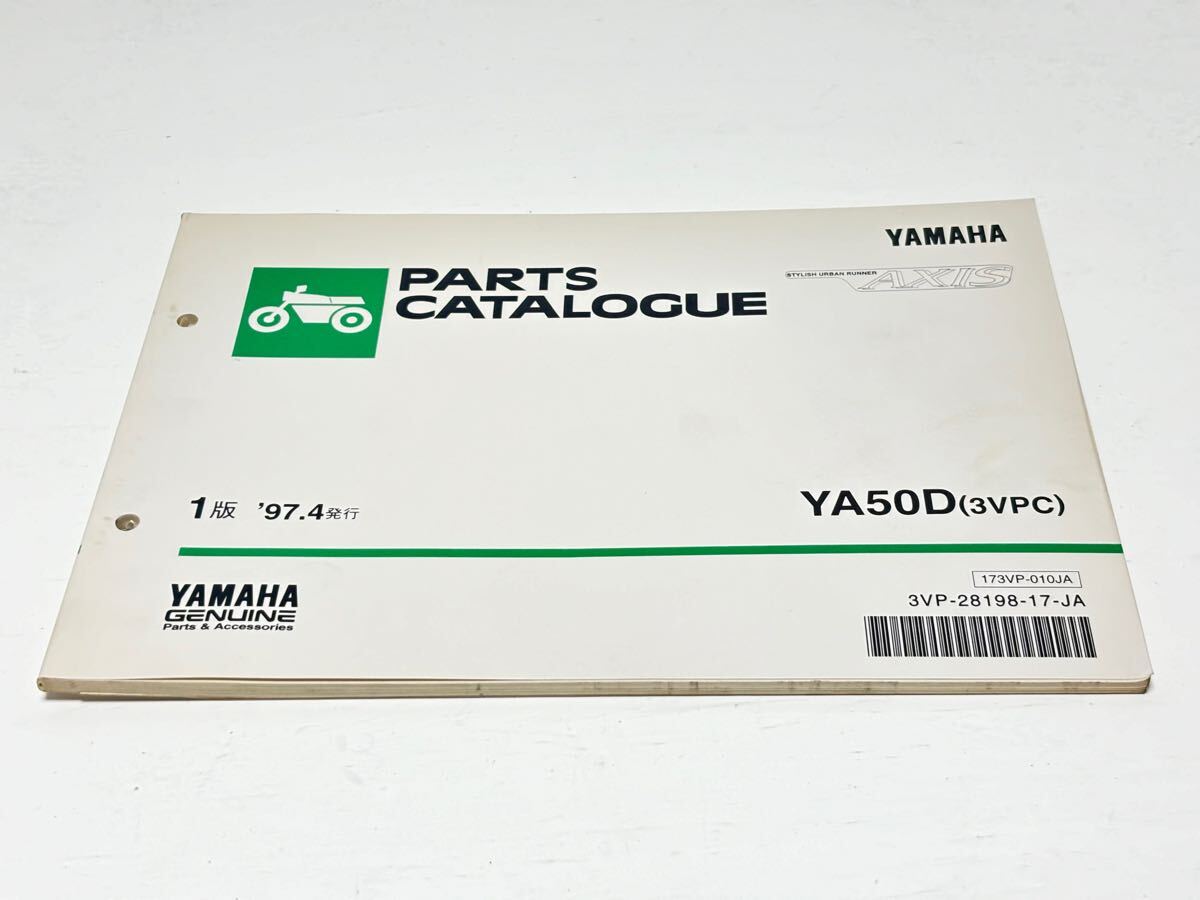 YAMAHA
STYLISH URBAN RUNNER
AXIS
PARTS
CATALOGUE
1版 '97.4発行
YA50D(3VPC)
YAMAHA
GENUINE
Parts & Accessories
173VP-010JA
3VP-28198-17-JA